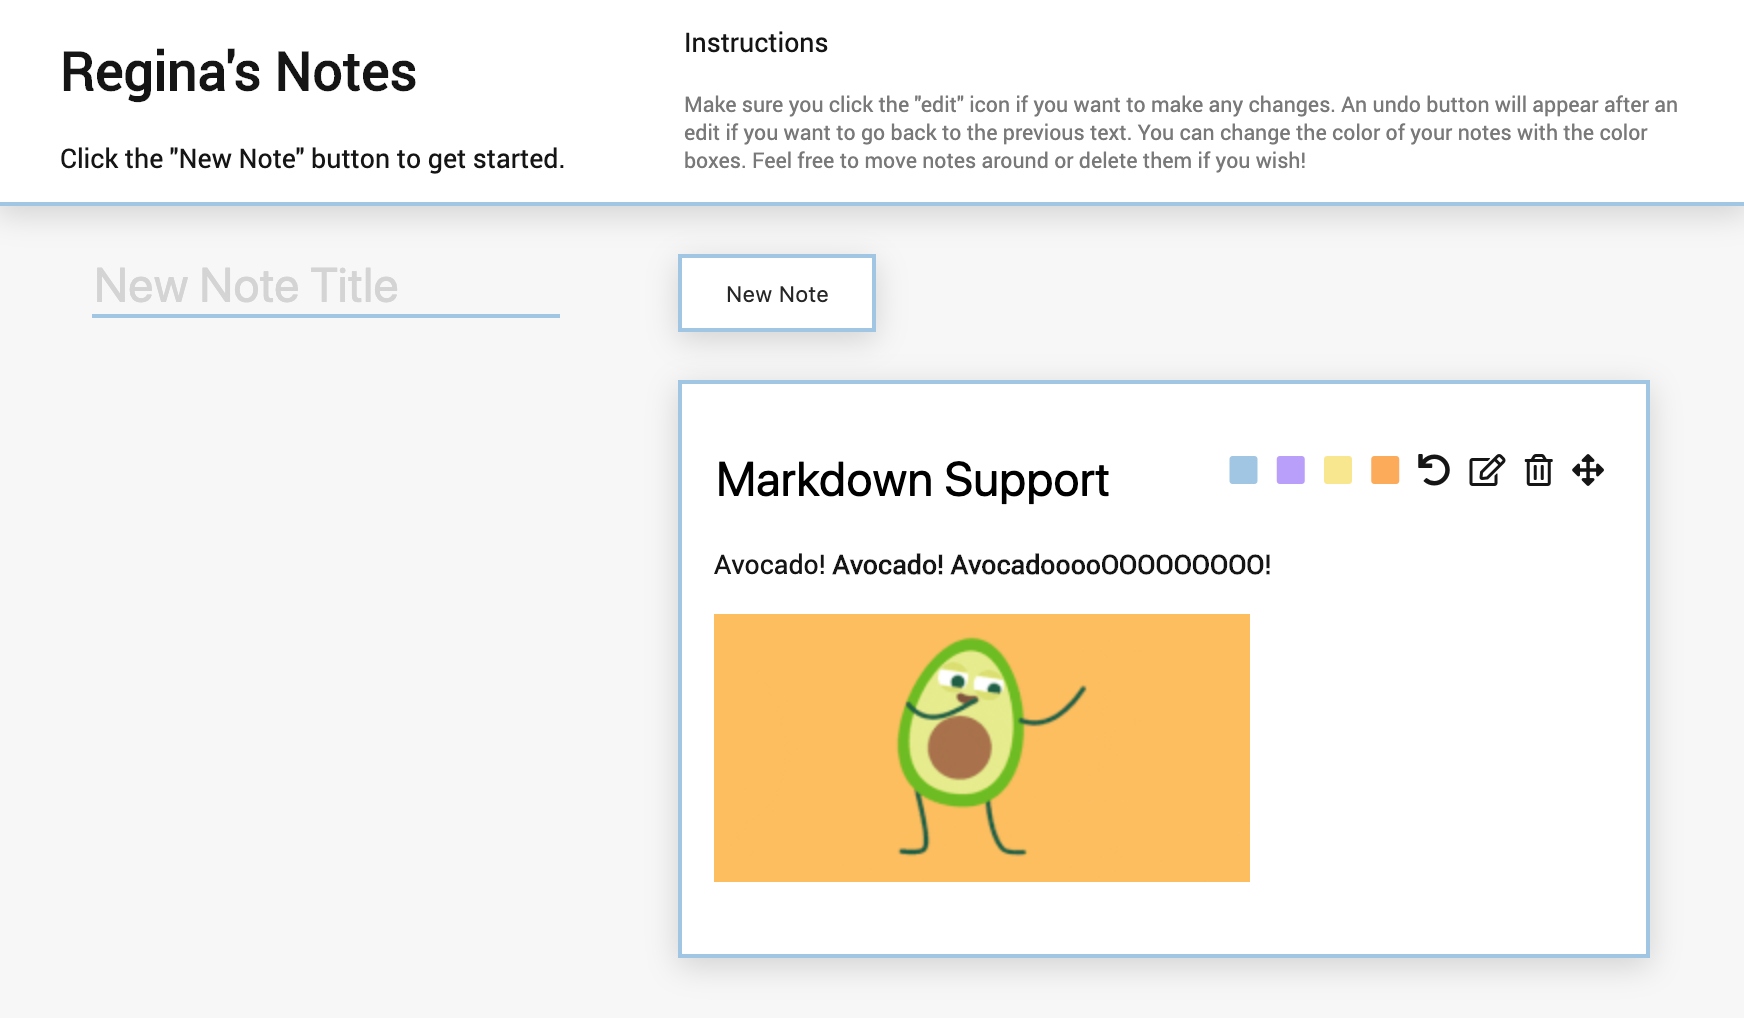 Regina's Notes
Click the "New Note" button to get started.
Instructions
Make sure you click the "edit" icon if you want to make any changes. An undo button will appear after an
edit if you want to go back to the previous text. You can change the color of your notes with the color
boxes. Feel free to move notes around or delete them if you wish!
New Note Title
New Note
Markdown Support
Avocado! Avocado! AvocadooooOOOOOOOOO!